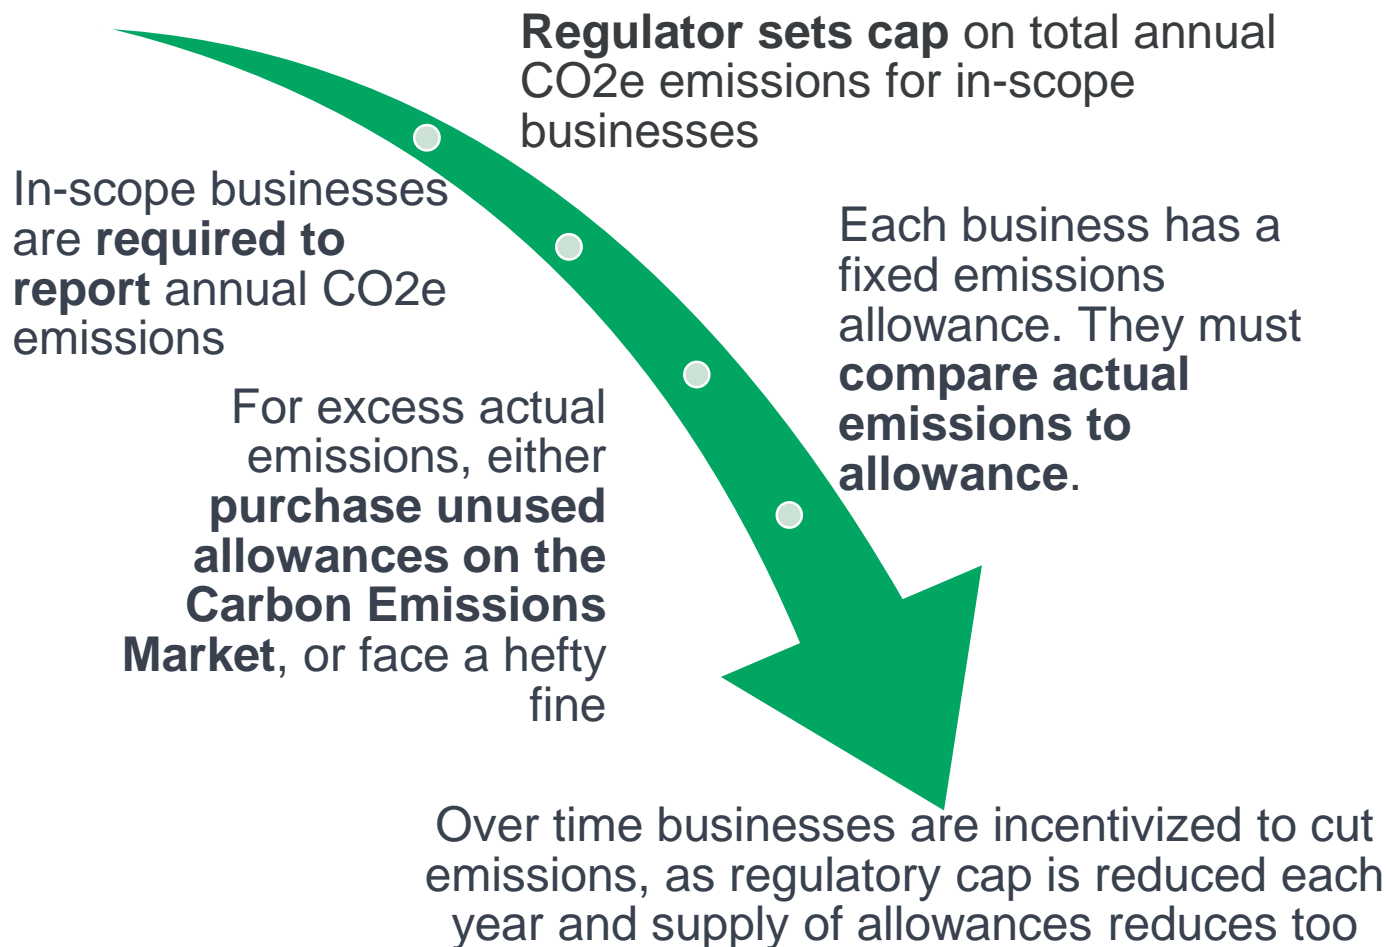 Regulator sets cap on total annual
CO2e emissions for in-scope
businesses
In-scope businesses
are required to
report annual CO2e
emissions
Each business has a
fixed emissions
allowance. They must
compare actual
emissions to
allowance.
For excess actual
emissions, either
purchase unused
allowances on the
Carbon Emissions
Market, or face a hefty
fine
Over time businesses are incentivized to cut
emissions, as regulatory cap is reduced each
year and supply of allowances reduces too